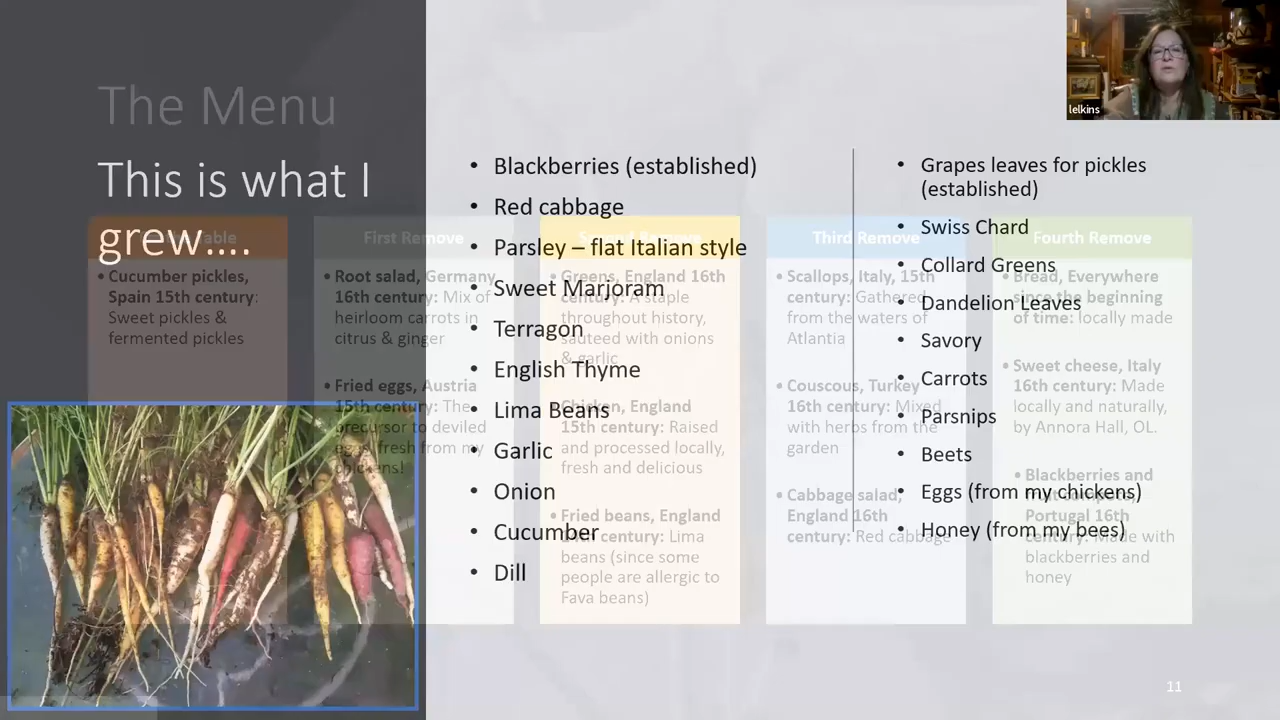 The Menu
This is what I
grew....
• Blackberries (established)
• Red cabbage
• Parsley – flat Italian style
• Sweet Marjoram
• Terragon
• English Thyme
• Lima Beans
• Garlic
• Onion
• Cucumber
• Dill
• Grapes leaves for pickles
(established)
• Swiss Chard
• Collard Greens
• Dandelion Leaves
• Savory
• Carrots
• Parsnips
• Beets
• Eggs (from my chickens)
• Honey (from my bees)
Table
• Cucumber pickles,
Spain 15th century:
Sweet pickles &
fermented pickles
First Remove
• Root salad, Germany
16th century: Mix of
heirloom carrots in
citrus & ginger
• Fried eggs, Austria
15th century: The
precursor to deviled
eggs, fresh from my
chickens!
Second Remove
• Greens, England 16th
century: A staple
throughout history,
sauteed with onions
& garlic
• Chicken, England
15th century: Raised
and processed locally,
fresh and delicious
• Fried beans, England
century: Lima
beans (since some
people are allergic to
Fava beans)
Third Remove
• Scallops, Italy, 15th
century: Gathered
from the waters of
Atlantia
• Couscous, Turkey
16th century: Mixed
with herbs from the
garden
• Cabbage salad,
England 16th
century: Red cabbage
Fourth Remove
• Bread, Everywhere
since the beginning
of time: locally made
• Sweet cheese, Italy
16th century: Made
locally and naturally,
by Annora Hall, OL.
• Blackberries and
Portugal 16th
century: Made with
blackberries and
honey
lelkins
11